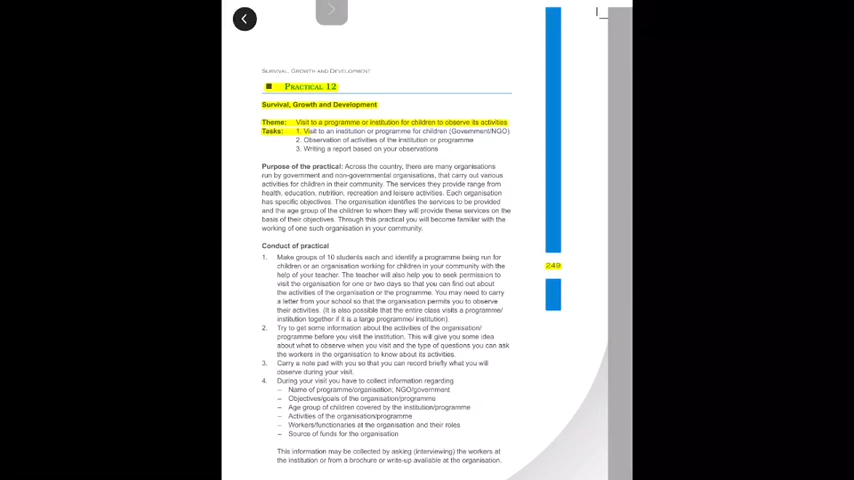 SURVIVAL, GROWTH AND DEVELOPMENT
■ PRACTICAL 12
Survival, Growth and Development
Theme: Visit to a programme or institution for children to observe its activities
Tasks: 1. Visit to an institution or programme for children (Government/NGO)
2. Observation of activities of the institution or programme
3. Writing a report based on your observations
Purpose of the practical: Across the country, there are many organisations
run by government and non-governmental organisations, that carry out various
activities for children in their community. The services they provide range from
health, education, nutrition, recreation and leisere activities. Each organisation
has specific objectives. The organisation identifies the services to be provided
and the age group of the children to whom they will provide these services on the
basis of their objectives. Through this practical you will become familiar with the
working of one such organisation in your community.
Conduct of practical
1. Make groups of 10 students each and identify a programme being run for
children or an organisation working for children in your community with the
help of your teacher. The teacher will also help you to seek permission to
visit the organisation for one or two days so that you can find out about
the activities of the organisation or the programme. You may need to carry
a letter from your school so that the organisation permits you to observe
their activities. (It is also possible that the entire class visits a programme/
institution together if it is a large programme/ institution).
2. Try to get some information about the activities of the organisation/
programme before you visit the institution. This will give you some idea
about what to observe when you visit and the type of questions you can ask
the workers in the organisation to know about its activities.
3. Carry a note pad with you so that you can record briefly what you will
observe during your visit.
4. During your visit you have to collect information regarding
– Name of programme/organisation; NGO/government
– Objectives/goals of the organisation/programme
– Age group of children covered by the institution/programme
– Activities of the organisation/programme
– Workers/functionaries at the organisation and their roles
– Source of funds for the organisation
This information may be collected by asking (interviewing) the workers at
the institution or from a brochure or write-up available at the organisation.
249